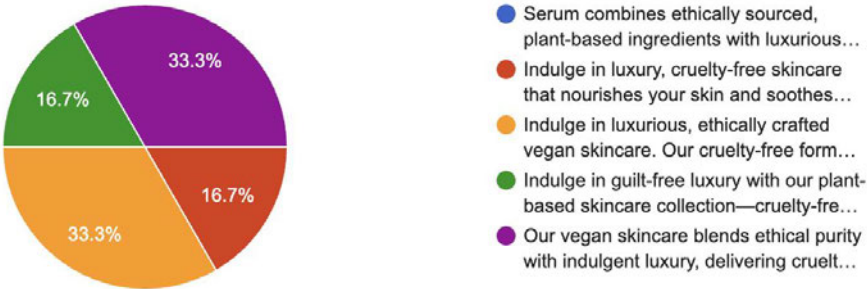 33.3%
16.7%
33.3%
16.7%
Serum combines ethically sourced,
plant-based ingredients with luxurious…
Indulge in luxury, cruelty-free skincare
that nourishes your skin and soothes…
Indulge in luxurious, ethically crafted
vegan skincare. Our cruelty-free form…
Indulge in guilt-free luxury with our plant-
based skincare collection—cruelty-fre…
Our vegan skincare blends ethical purity
with indulgent luxury, delivering cruelt…